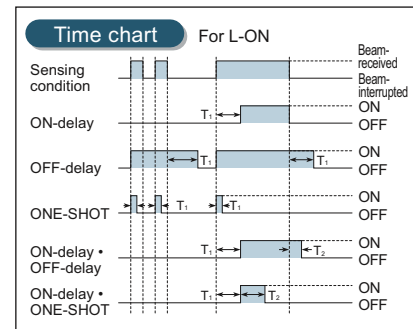 Time chart For L-ON
Sensing condition
Beam-received
Beam-interrupted
ON-delay
T1
ON
OFF
OFF-delay
T1 T1
ON
OFF
ONE-SHOT
T1 T1
ON
OFF
ON-delay •
OFF-delay
T1 T2
ON
OFF
ON-delay •
ONE-SHOT
T1 T2
ON
OFF